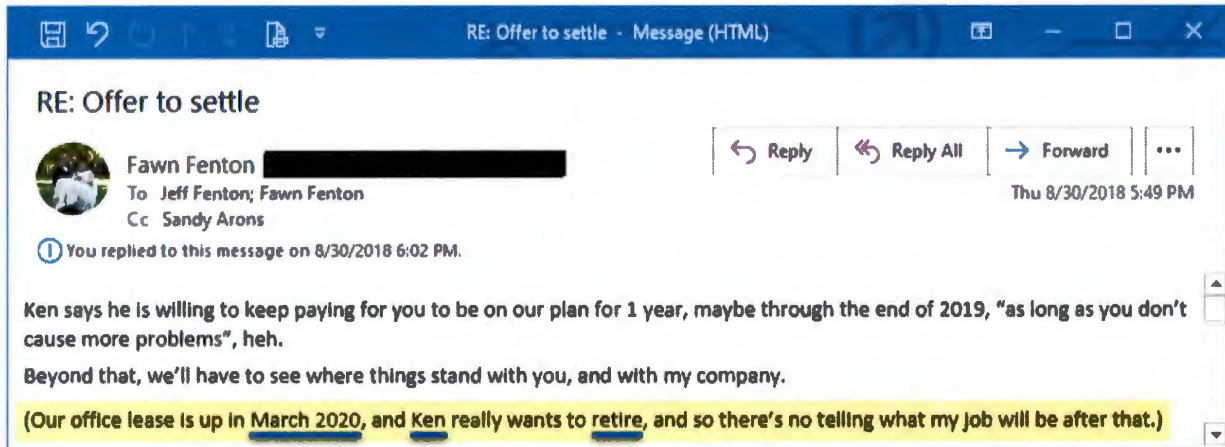 RE: Offer to settle - Message (HTML)
RE: Offer to settle
Fawn Fenton
Reply
Reply All
Forward
To Jeff Fenton; Fawn Fenton
Thu 8/30/2018 5:49 PM
Cc Sandy Arons
You replied to this message on 8/30/2018 6:02 PM.
Ken says he is willing to keep paying for you to be on our plan for 1 year, maybe through the end of 2019, "as long as you don't
cause more problems", heh.
Beyond that, we'll have to see where things stand with you, and with my company.
(Our office lease is up in March 2020, and Ken really wants to retire, and so there's no telling what my job will be after that.)